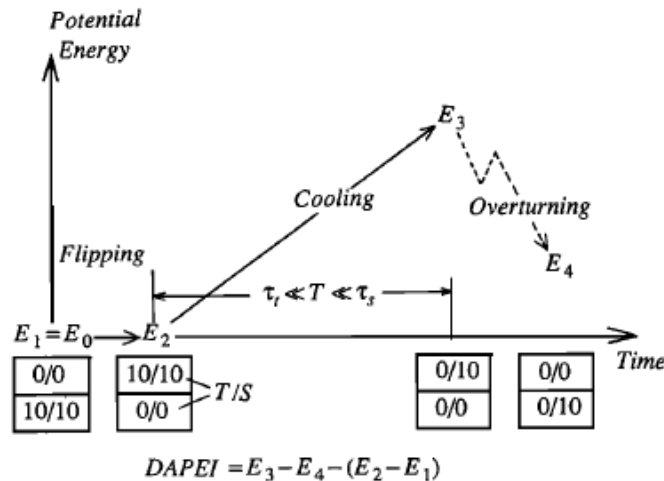 Potential
Energy
E₃
Cooling
Overturning
Flipping
E₄
τₜ ≪ T ≪ τₛ
E₁ = E₀
E₂
Time
0/0
10/10
10/10
0/0
T/S
0/10
0/0
0/0
0/10
DAPEI = E₃ − E₄ − (E₂ − E₁)